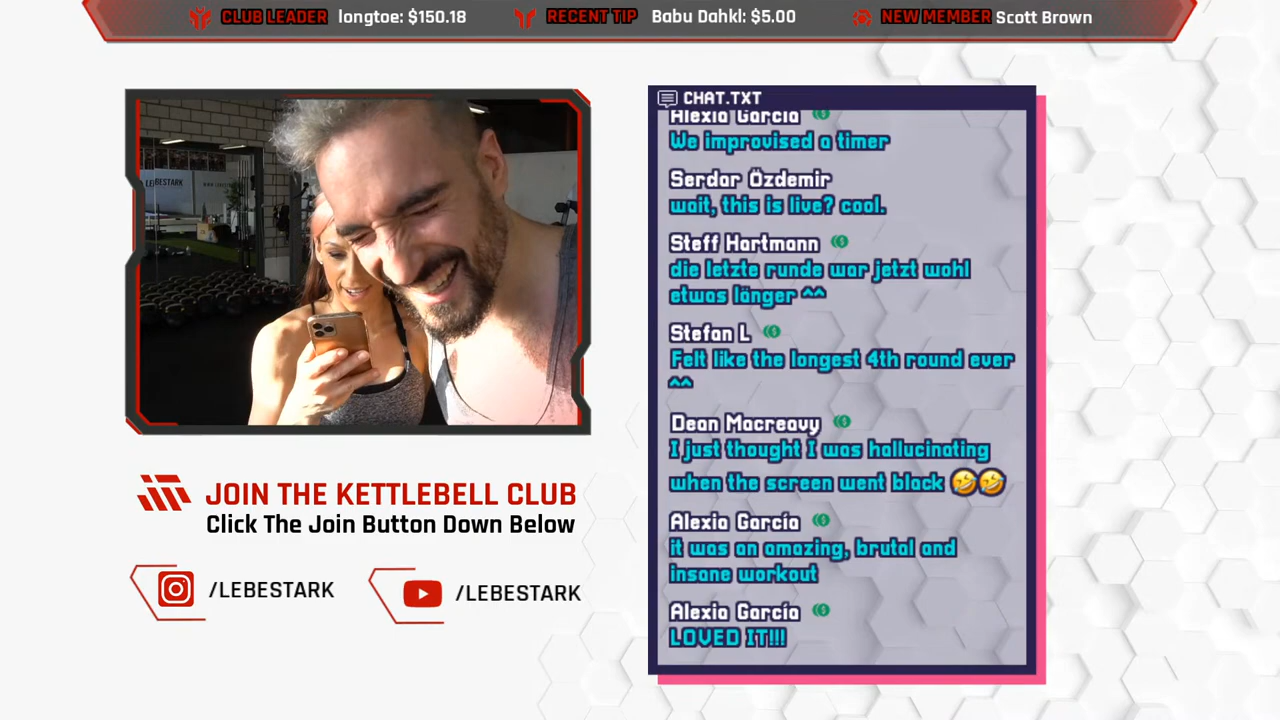 CLUB LEADER longtoe: $150.18 RECENT TIP Babu Dahkl: $5.00 NEW MEMBER Scott Brown
LEBESTARK
JOIN THE KETTLEBELL CLUB
Click The Join Button Down Below
/LEBESTARK /LEBESTARK
CHAT.TXT
Alexia García
We improvised a timer
Serdar Özdemir
wait, this is live? cool.
Steff Hartmann
die letzte runde war jetzt wohl
etwas länger ^^
Stefan L
Felt like the longest 4th round ever
^^
Dean Macreavy
I just thought I was hallucinating
when the screen went black 🤣🤣
Alexia García
it was an amazing, brutal and
insane workout
Alexia García
LOVED IT!!!